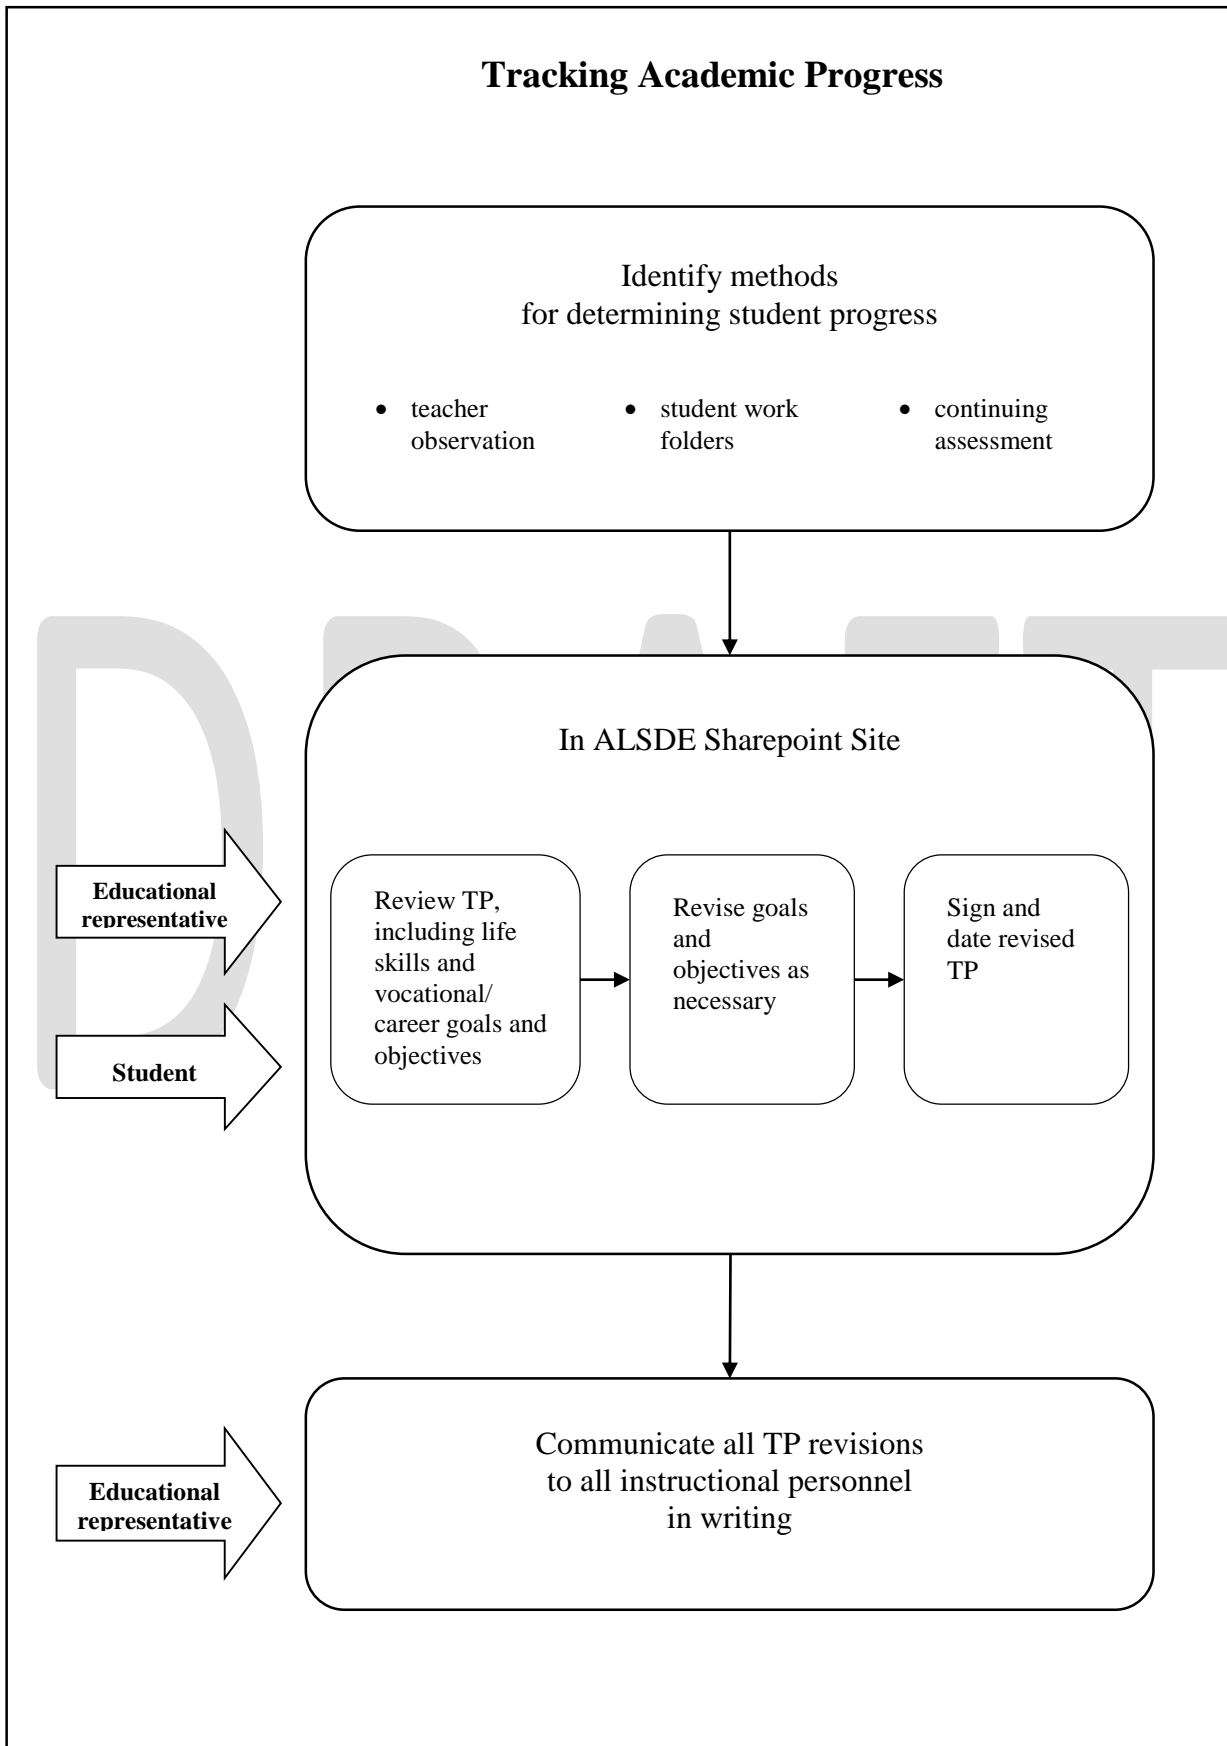 Tracking Academic Progress
Identify methods
for determining student progress
• teacher
observation
• student work
folders
• continuing
assessment
DRAFT
In ALSDE Sharepoint Site
Educational
representative
Student
Review TP,
including life
skills and
vocational/
career goals and
objectives
Revise goals
and
objectives as
necessary
Sign and
date revised
TP
Educational
representative
Communicate all TP revisions
to all instructional personnel
in writing